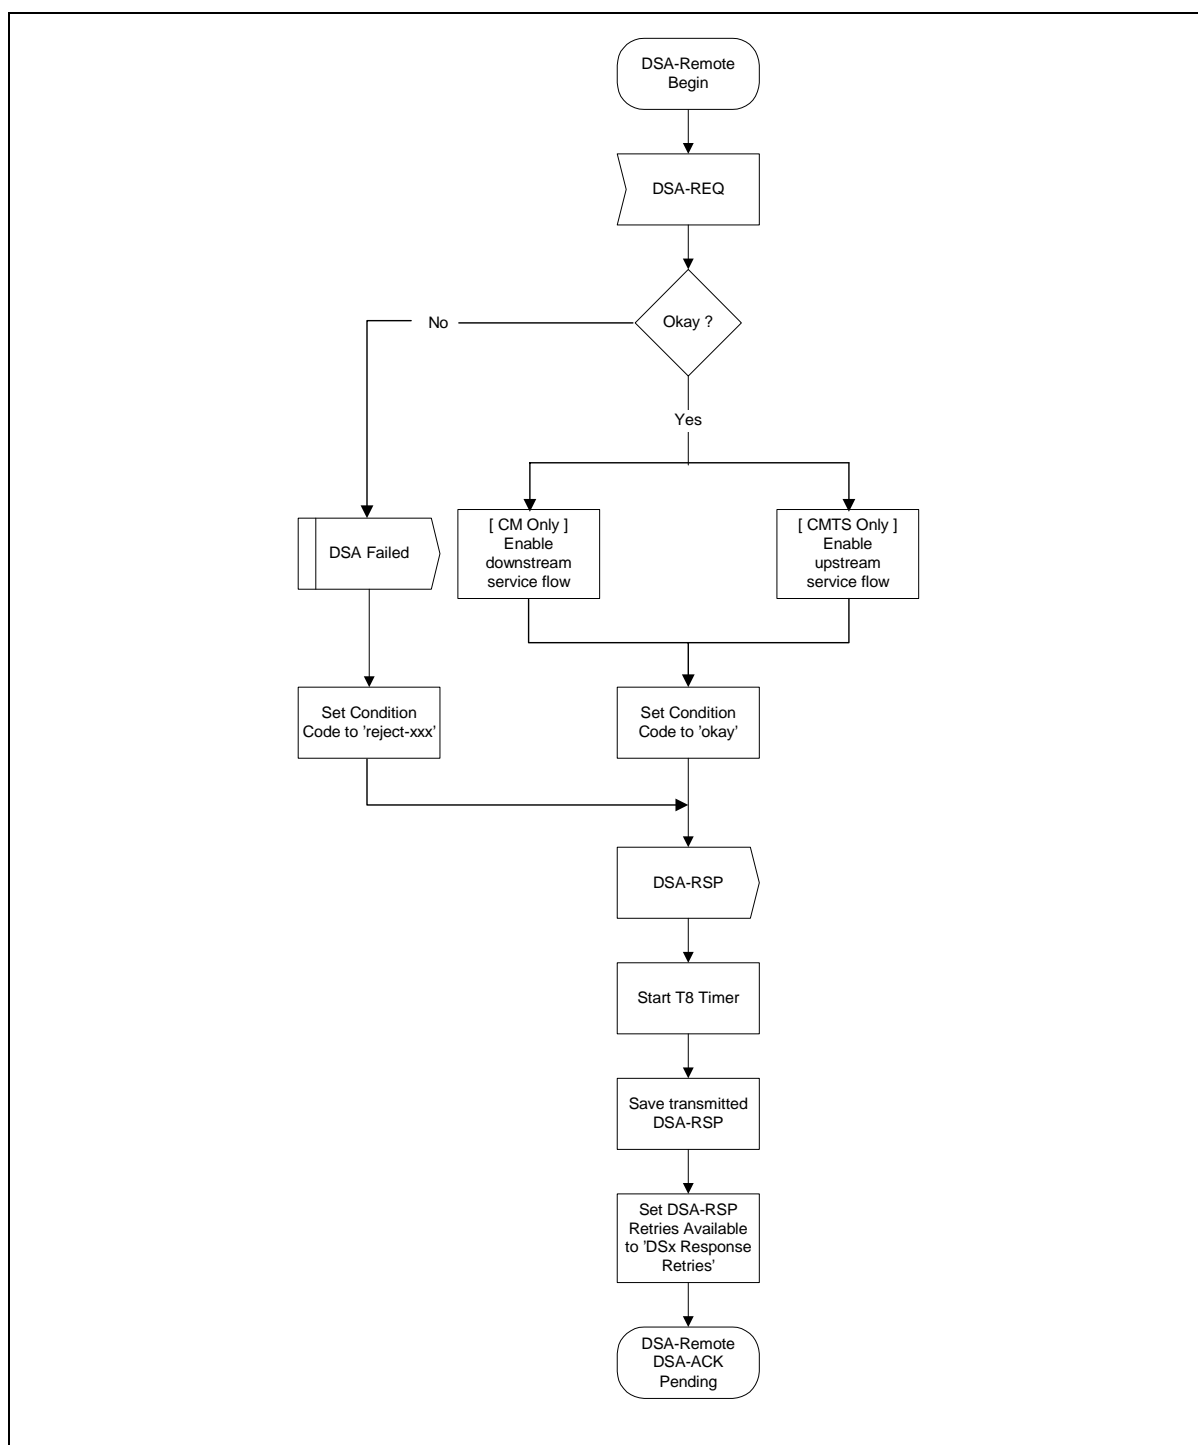 DSA-Remote
Begin
DSA-REQ
Okay ?
No
Yes
DSA Failed
[ CM Only ]
Enable
downstream
service flow
[ CMTS Only ]
Enable
upstream
service flow
Set Condition
Code to 'reject-xxx'
Set Condition
Code to 'okay'
DSA-RSP
Start T8 Timer
Save transmitted
DSA-RSP
Set DSA-RSP
Retries Available
to 'DSx Response
Retries'
DSA-Remote
DSA-ACK
Pending